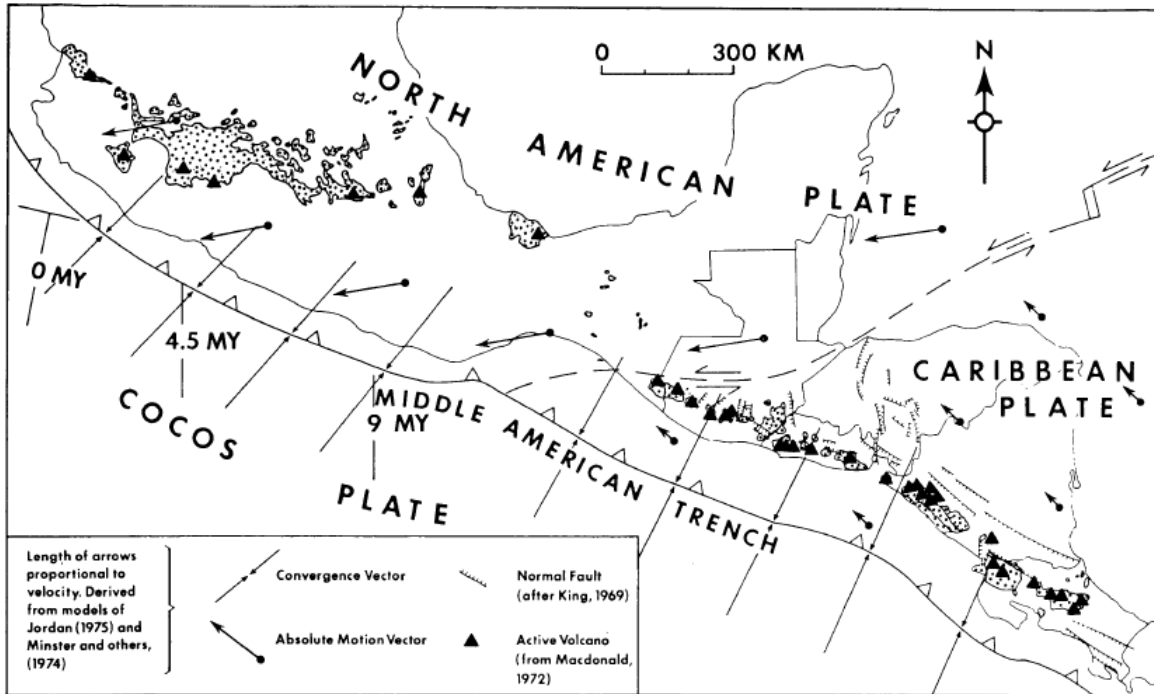 0 300 KM
N
NORTH
AMERICAN
PLATE
0 MY
4.5 MY
9 MY
COCOS
PLATE
MIDDLE AMERICAN
TRENCH
CARIBBEAN
PLATE
Length of arrows
proportional to
velocity. Derived
from models of
Jordan (1975) and
Minster and others,
(1974)
Convergence Vector
Absolute Motion Vector
Normal Fault
(after King, 1969)
Active Volcano
(from Macdonald,
1972)